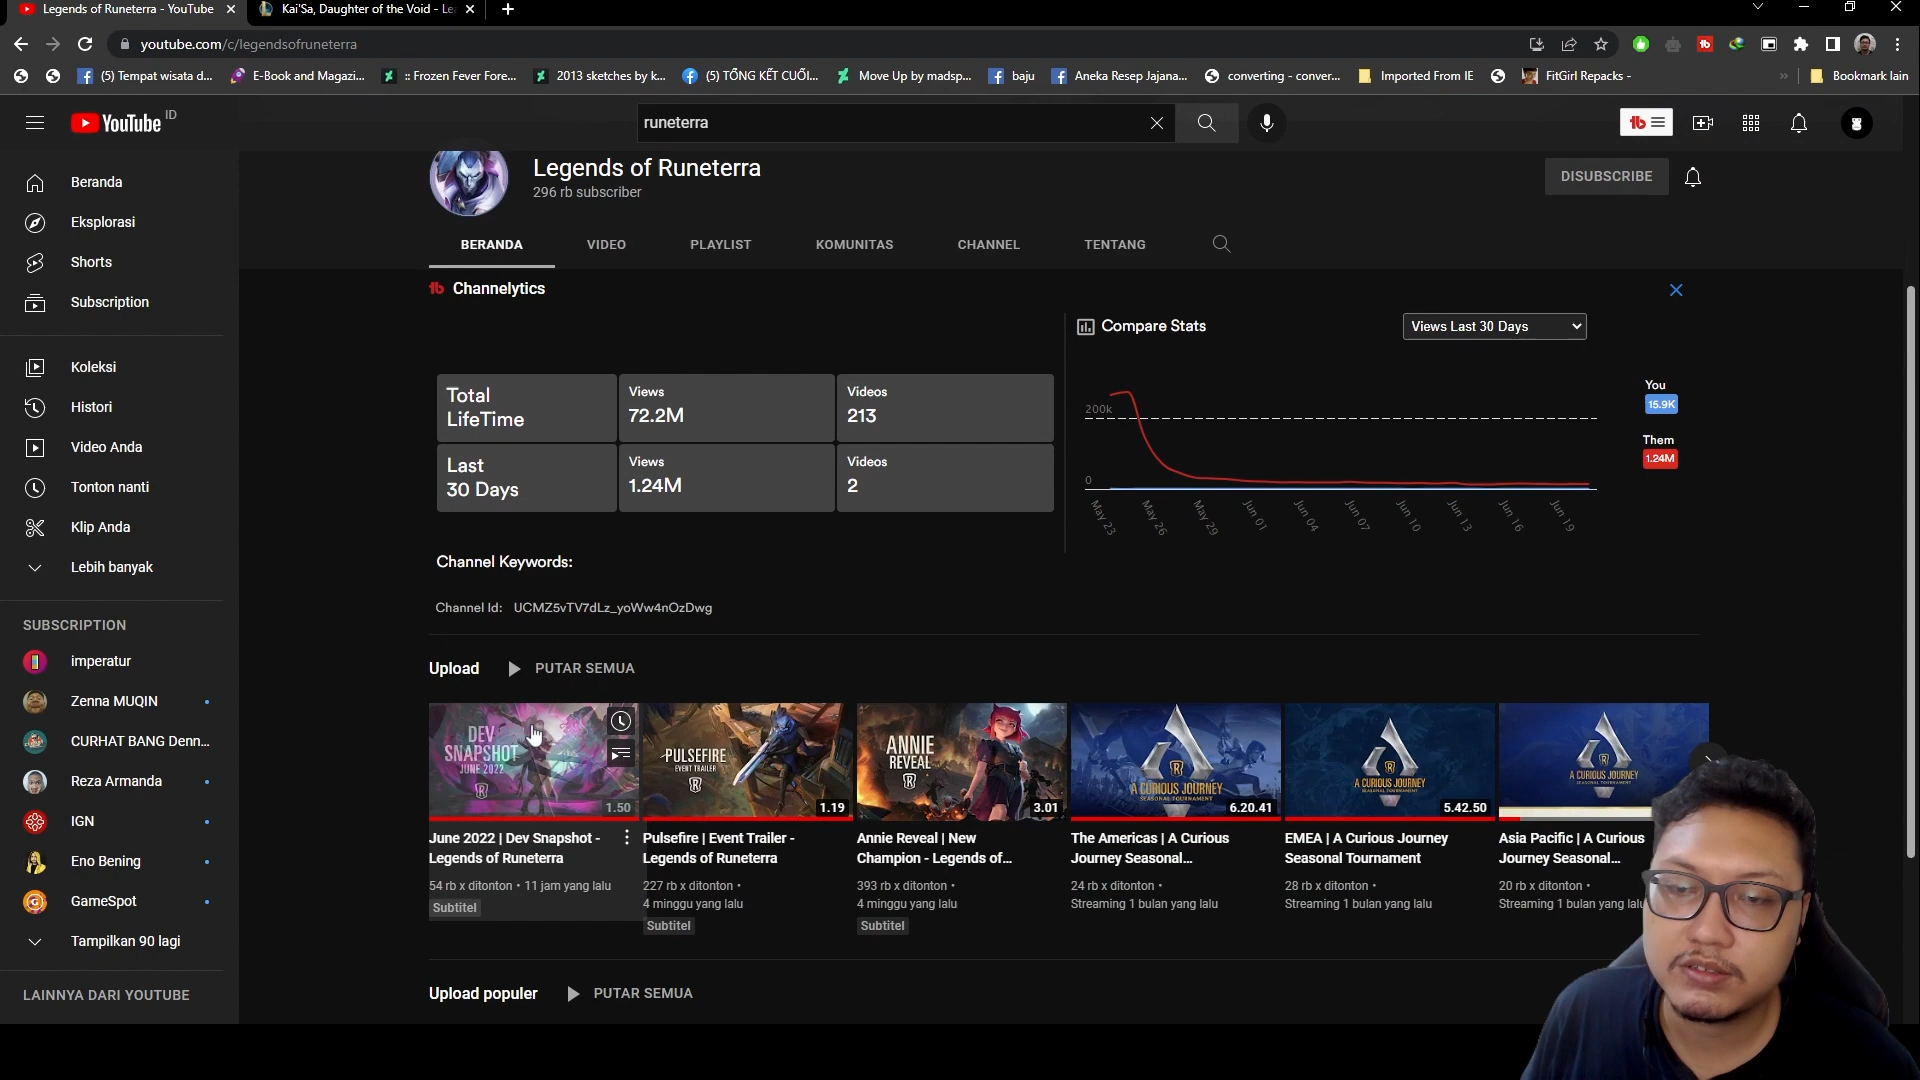 Legends of Runeterra - YouTube
Kai'Sa, Daughter of the Void - Le
youtube.com/c/legendsofruneterra
(5) Tempat wisata d...
E-Book and Magazi...
:: Frozen Fever Fore...
2013 sketches by k...
(5) TỔNG KẾT CUỐI...
Move Up by madsp...
baju
Aneka Resep Jajana...
converting - conver...
Imported From IE
FitGirl Repacks -
Bookmark lain
YouTube ID
runeterra
Beranda
Eksplorasi
Shorts
Subscription
Koleksi
Histori
Video Anda
Tonton nanti
Klip Anda
Lebih banyak
SUBSCRIPTION
imperatur
Zenna MUQIN
CURHAT BANG Denn...
Reza Armanda
IGN
Eno Bening
GameSpot
Tampilkan 90 lagi
LAINNYA DARI YOUTUBE
Legends of Runeterra
296 rb subscriber
DISUBSCRIBE
BERANDA
VIDEO
PLAYLIST
KOMUNITAS
CHANNEL
TENTANG
Channelytics
Total
LifeTime
Views
72.2M
Videos
213
Last
30 Days
Views
1.24M
Videos
2
Compare Stats
Views Last 30 Days
200k
0
May 23
May 26
May 29
Jun 01
Jun 04
Jun 07
Jun 10
Jun 13
Jun 16
Jun 19
You
15.9K
Them
1.24M
Channel Keywords:
Channel Id: UCMZ5vTV7dLz_yoWw4nOzDwg
Upload
PUTAR SEMUA
DEV
SNAPSHOT
JUNE 2022
1.50
June 2022 | Dev Snapshot -
Legends of Runeterra
54 rb x ditonton • 11 jam yang lalu
Subtitel
PULSEFIRE
EVENT TRAILER
1.19
Pulsefire | Event Trailer -
Legends of Runeterra
227 rb x ditonton •
4 minggu yang lalu
Subtitel
ANNIE
REVEAL
3.01
Annie Reveal | New
Champion - Legends of...
393 rb x ditonton •
4 minggu yang lalu
Subtitel
A CURIOUS JOURNEY
SEASONAL TOURNAMENT
6.20.41
The Americas | A Curious
Journey Seasonal...
24 rb x ditonton •
Streaming 1 bulan yang lalu
A CURIOUS JOURNEY
SEASONAL TOURNAMENT
5.42.50
EMEA | A Curious Journey
Seasonal Tournament
28 rb x ditonton •
Streaming 1 bulan yang lalu
A CURIOUS JOURNEY
SEASONAL TOURNAMENT
Asia Pacific | A Curious
Journey Seasonal...
20 rb x ditonton •
Streaming 1 bulan yang lalu
Upload populer
PUTAR SEMUA